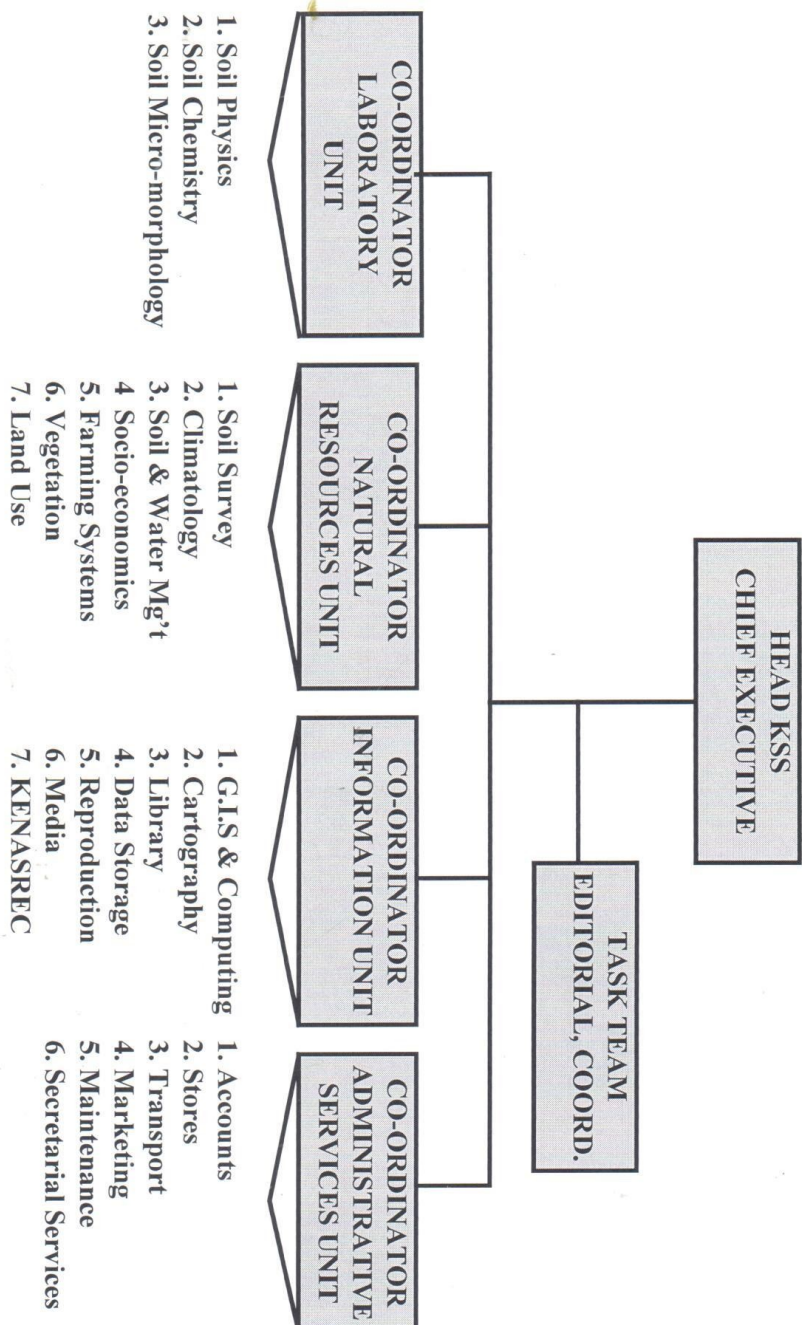 HEAD KSS
CHIEF EXECUTIVE
TASK TEAM
EDITORIAL, COORD.
CO-ORDINATOR
LABORATORY
UNIT
1. Soil Physics
2. Soil Chemistry
3. Soil Micro-morphology
CO-ORDINATOR
NATURAL
RESOURCES UNIT
1. Soil Survey
2. Climatology
3. Soil & Water Mg't
4 Socio-economics
5. Farming Systems
6. Vegetation
7. Land Use
CO-ORDINATOR
INFORMATION UNIT
1. G.I.S & Computing
2. Cartography
3. Library
4. Data Storage
5. Reproduction
6. Media
7. KENASREC
CO-ORDINATOR
ADMINISTRATIVE
SERVICES UNIT
1. Accounts
2. Stores
3. Transport
4. Marketing
5. Maintenance
6. Secretarial Services